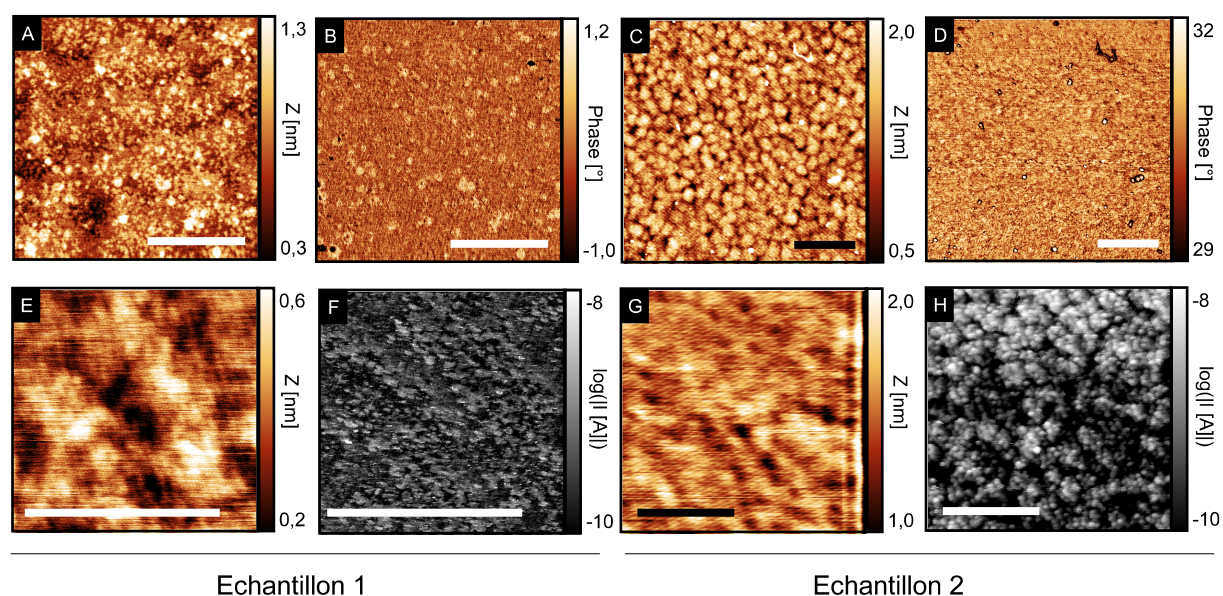 A
1,3
Z [nm]
0,3
B
1,2
Phase [°]
-1,0
C
2,0
Z [nm]
0,5
D
32
Phase [°]
29
E
0,6
Z [nm]
0,2
F
-8
log(|I [A]|)
-10
G
2,0
Z [nm]
1,0
H
-8
log(|I [A]|)
-10
Echantillon 1
Echantillon 2